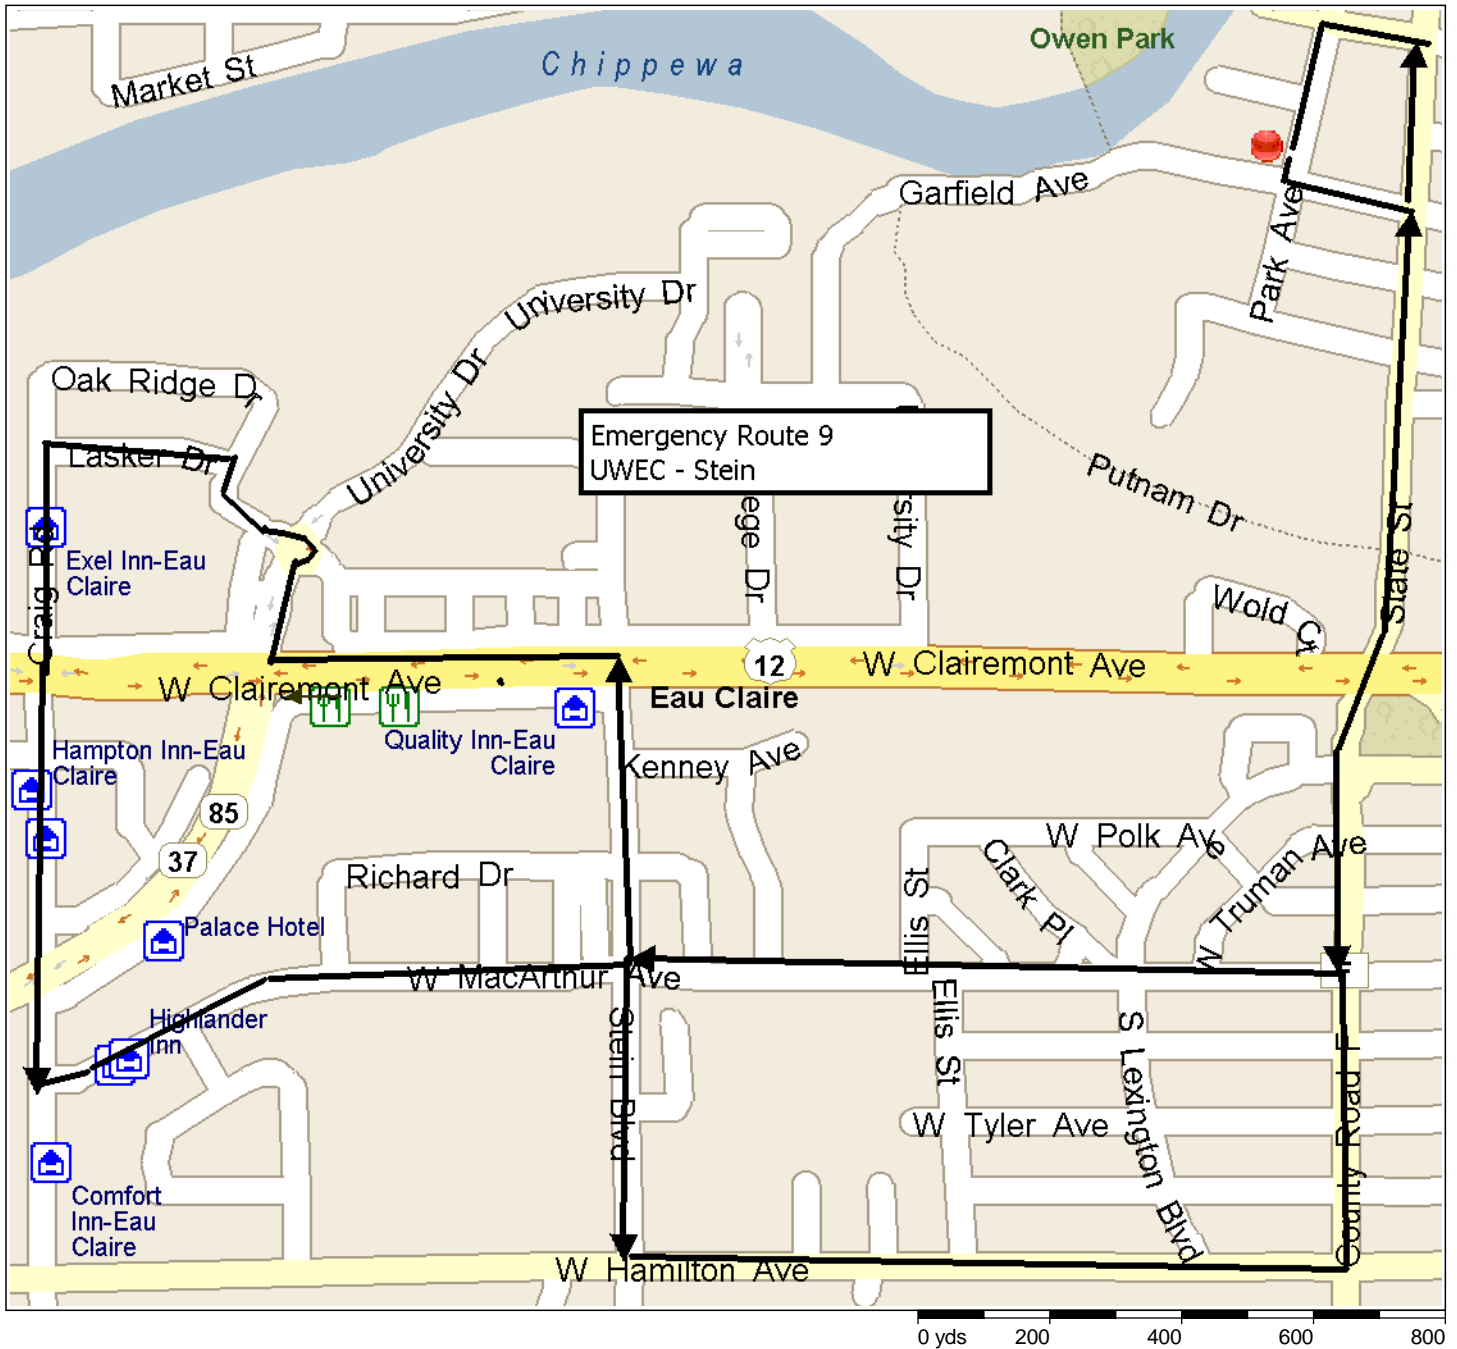 Owen Park
Chippewa
Market St
Garfield Ave
Park Ave
University Dr
University Dr
Oak Ridge Dr
Emergency Route 9
UWEC - Stein
Lasker Dr
Putnam Dr
State St
ege Dr
rsity Dr
Exel Inn-Eau
Claire
Craig Rd
Wold Ct
12
W Clairemont Ave
W Clairemont Ave
Eau Claire
Quality Inn-Eau
Claire
Kenney Ave
Hampton Inn-Eau
Claire
85
37
W Polk Ave
W Truman Ave
Clark Pl
Richard Dr
Ellis St
Palace Hotel
W MacArthur Ave
Highlander
Inn
Stein Blvd
Ellis St
S Lexington Blvd
County Road F
W Tyler Ave
Comfort
Inn-Eau
Claire
W Hamilton Ave
0 yds 200 400 600 800